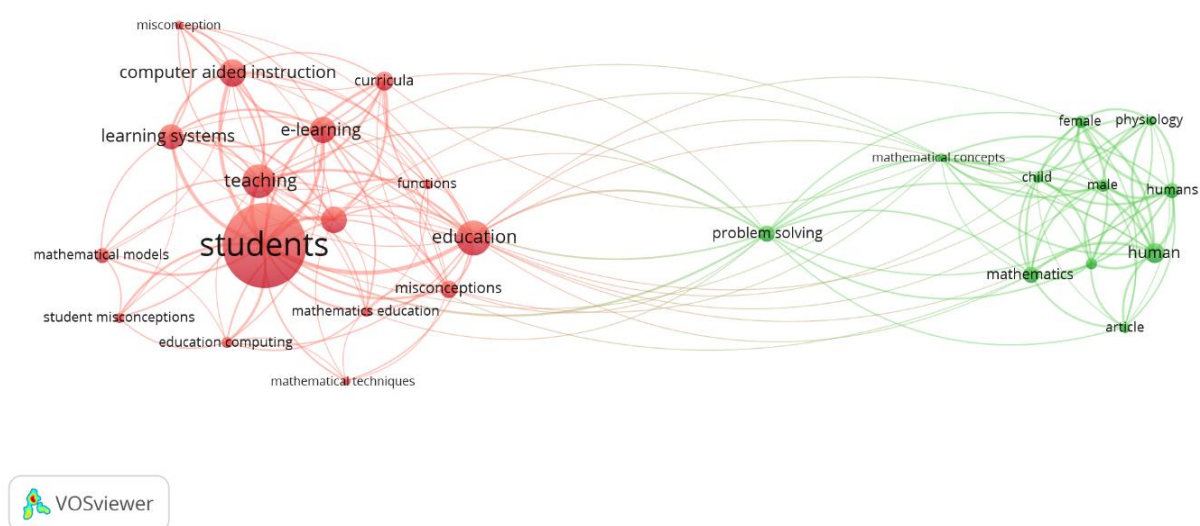 misconception
computer aided instruction
curricula
learning systems
e-learning
teaching
functions
students
education
mathematical models
misconceptions
student misconceptions
mathematics education
education computing
mathematical techniques
problem solving
mathematical concepts
female
physiology
child
male
humans
human
mathematics
article
VOSviewer